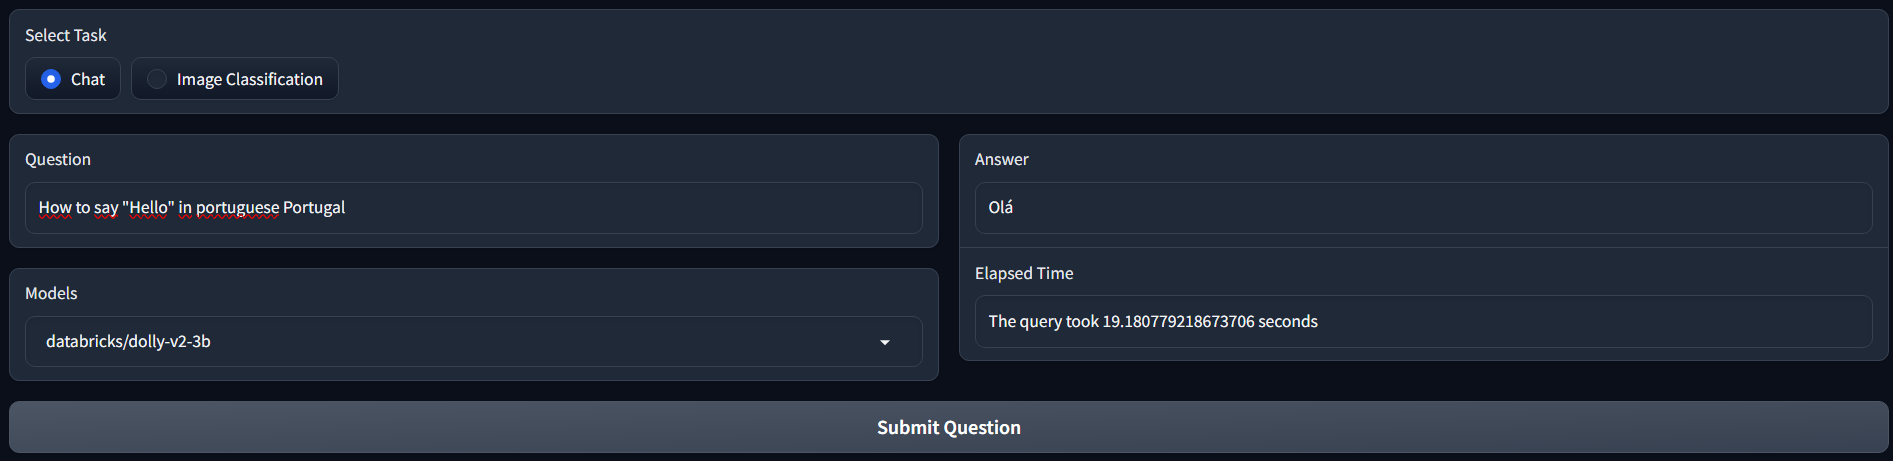 Select Task
Chat
Image Classification
Question
How to say "Hello" in portuguese Portugal
Models
databricks/dolly-v2-3b
Answer
Olá
Elapsed Time
The query took 19.180779218673706 seconds
Submit Question